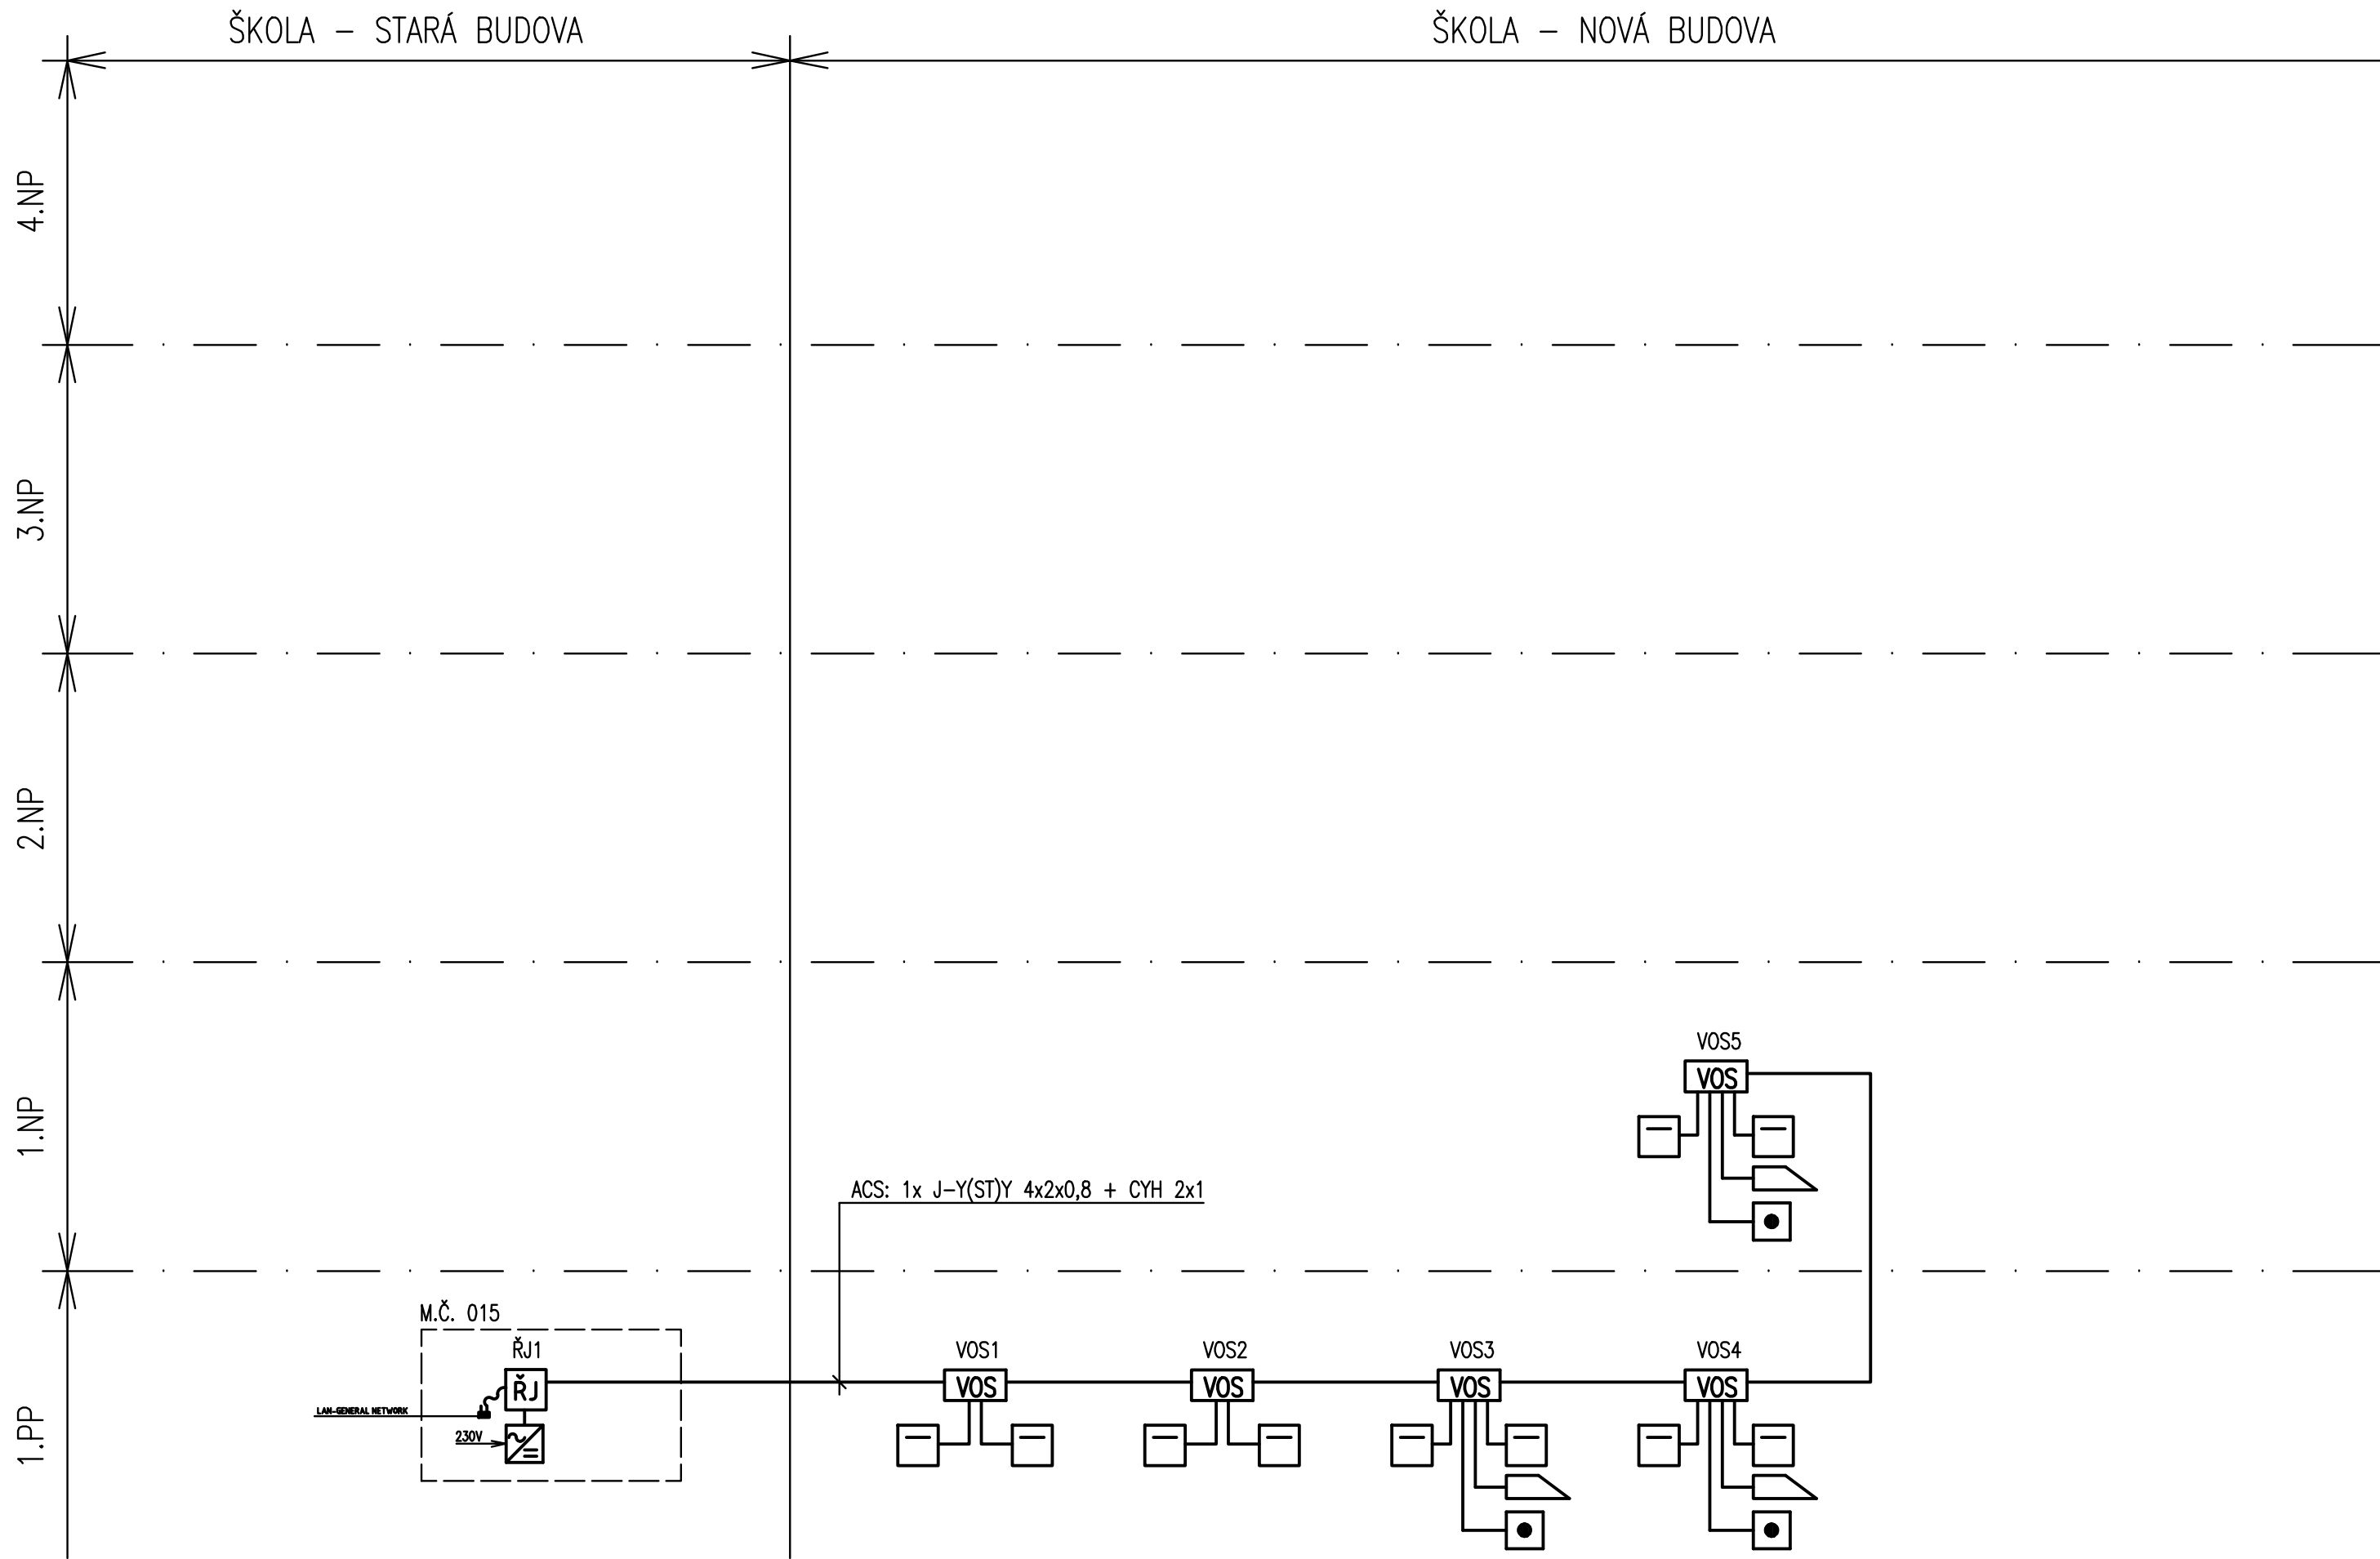 ŠKOLA – STARÁ BUDOVA
ŠKOLA – NOVÁ BUDOVA
4.NP
3.NP
2.NP
1.NP
VOS5
VOS
ACS: 1x J–Y(ST)Y 4x2x0,8 + CYH 2x1
1.PP
M.Č. 015
ŘJ1
ŘJ
LAN–GENERAL NETWORK
230V
VOS1
VOS
VOS2
VOS
VOS3
VOS
VOS4
VOS